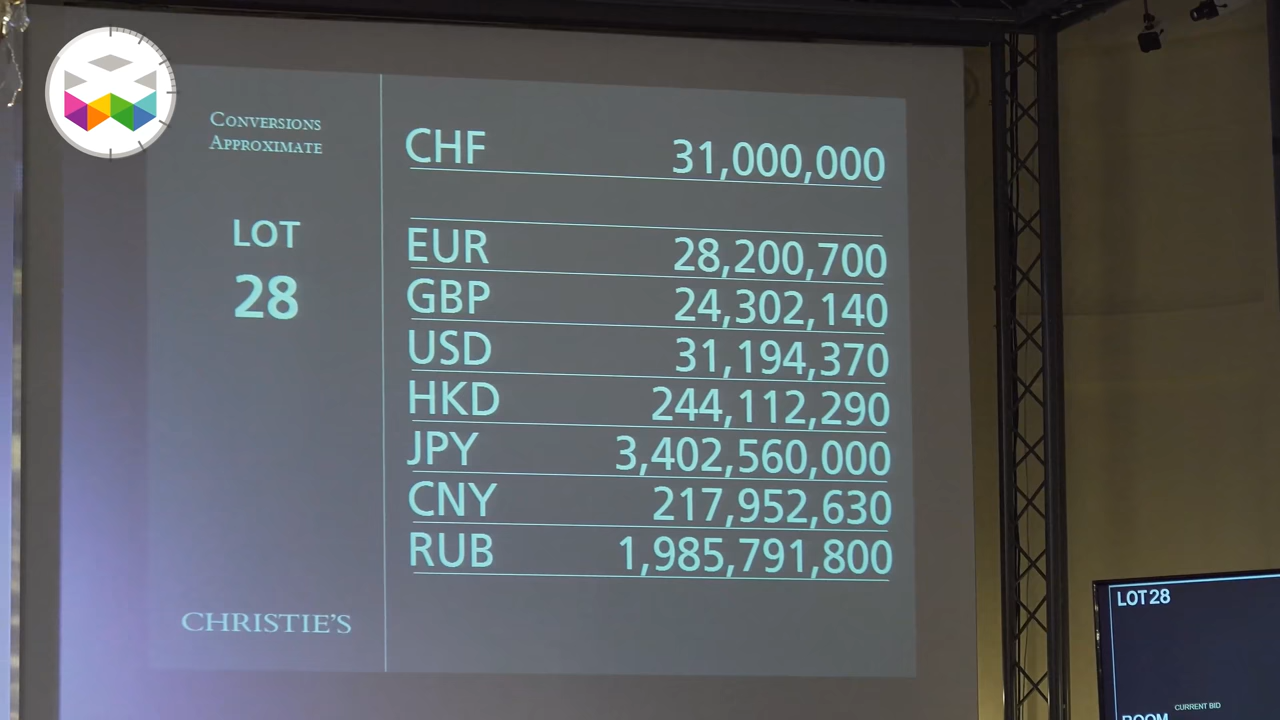 CONVERSIONS
APPROXIMATE
LOT
28
CHRISTIE'S
CHF 31,000,000
EUR 28,200,700
GBP 24,302,140
USD 31,194,370
HKD 244,112,290
JPY 3,402,560,000
CNY 217,952,630
RUB 1,985,791,800
LOT 28
CURRENT BID
ROOM